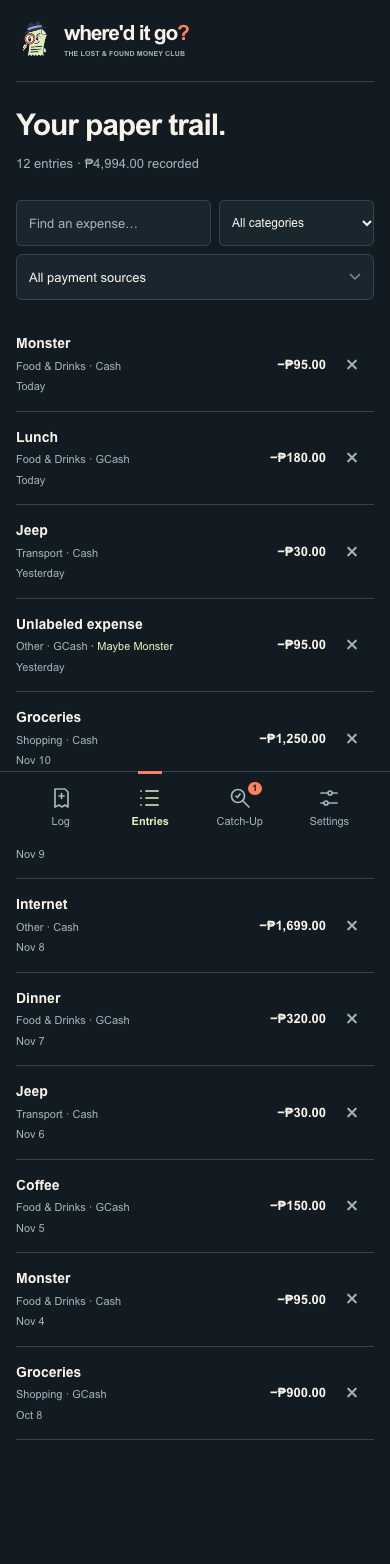 where'd it go?
THE LOST & FOUND MONEY CLUB
Your paper trail.
12 entries · ₱4,994.00 recorded
Find an expense…
All categories
All payment sources
Monster
Food & Drinks · Cash
Today
−₱95.00
Lunch
Food & Drinks · GCash
Today
−₱180.00
Jeep
Transport · Cash
Yesterday
−₱30.00
Unlabeled expense
Other · GCash · Maybe Monster
Yesterday
−₱95.00
Groceries
Shopping · Cash
Nov 10
−₱1,250.00
Log
Entries
Catch-Up
1
Settings
Nov 9
Internet
Other · Cash
Nov 8
−₱1,699.00
Dinner
Food & Drinks · GCash
Nov 7
−₱320.00
Jeep
Transport · Cash
Nov 6
−₱30.00
Coffee
Food & Drinks · GCash
Nov 5
−₱150.00
Monster
Food & Drinks · Cash
Nov 4
−₱95.00
Groceries
Shopping · GCash
Oct 8
−₱900.00